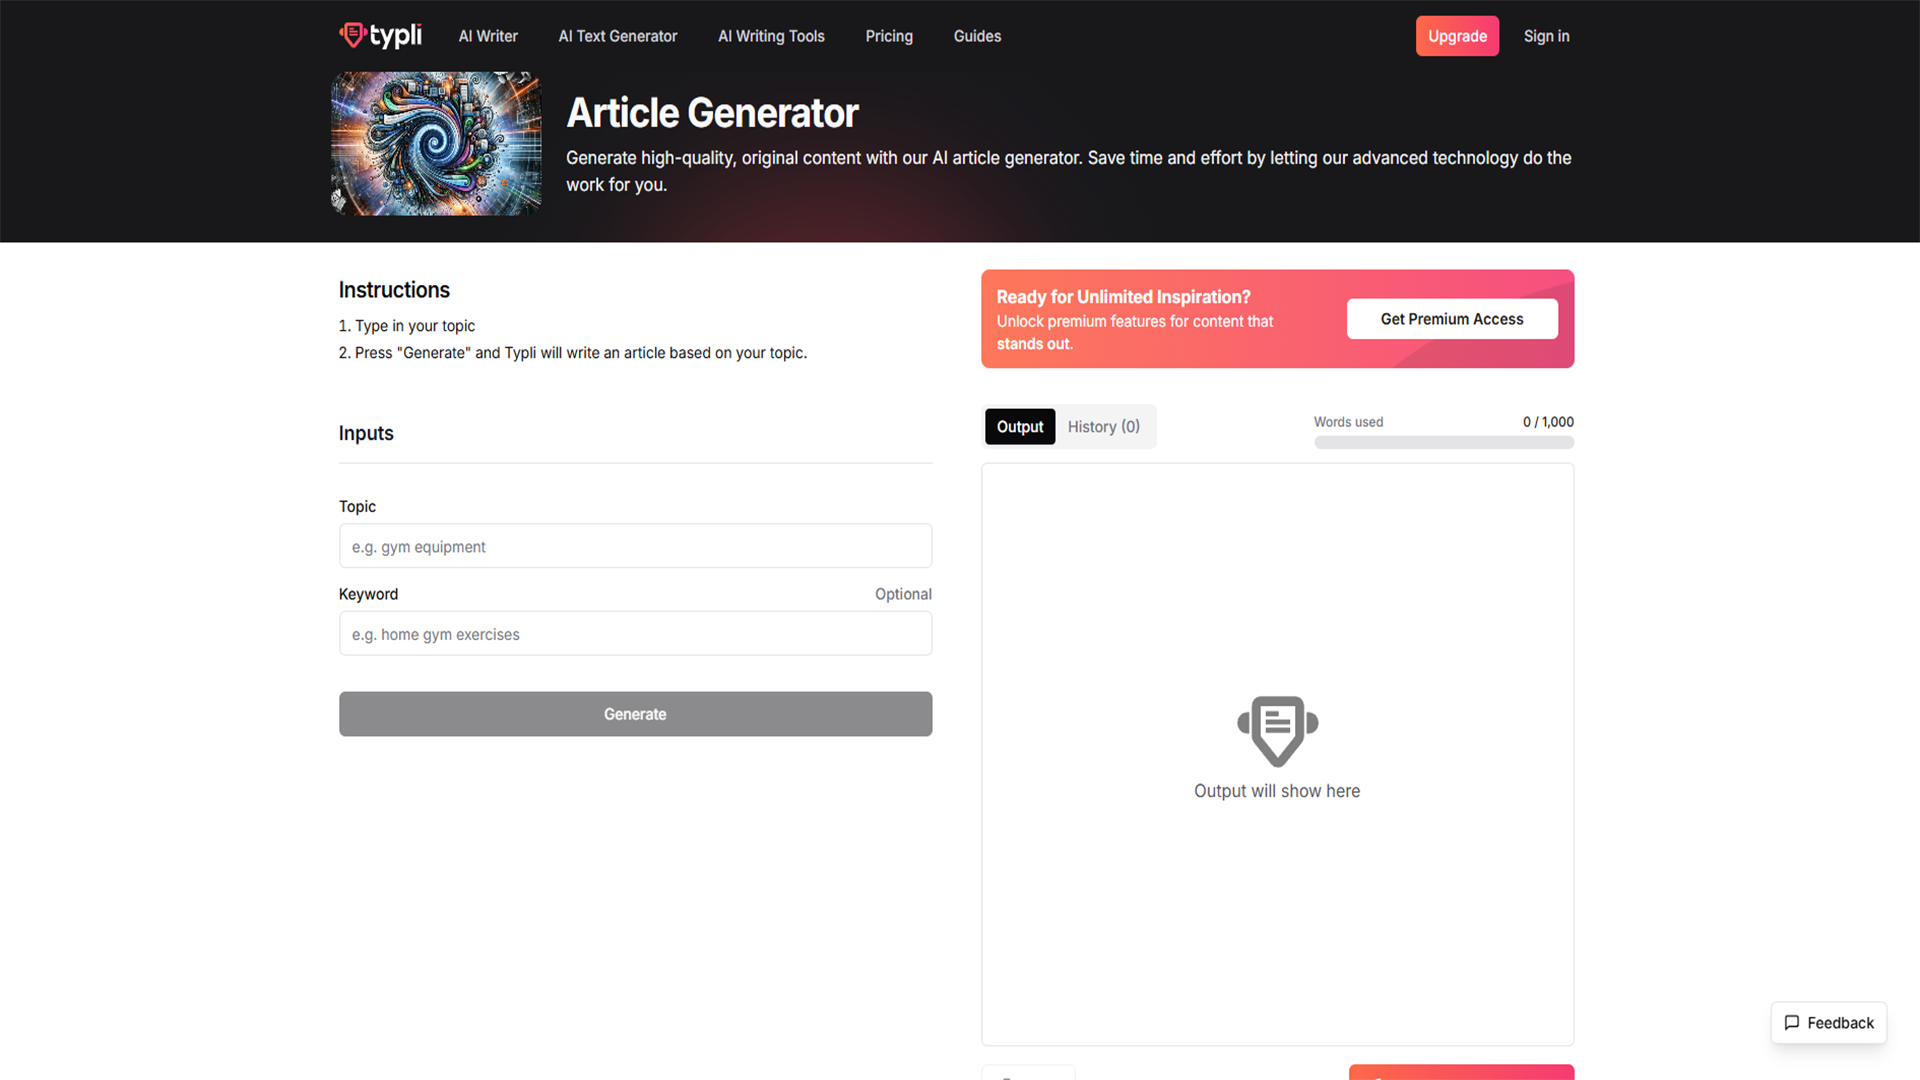 typli
AI Writer
AI Text Generator
AI Writing Tools
Pricing
Guides
Upgrade
Sign in
Article Generator
Generate high-quality, original content with our AI article generator. Save time and effort by letting our advanced technology do the
work for you.
Instructions
1. Type in your topic
2. Press "Generate" and Typli will write an article based on your topic.
Inputs
Topic
e.g. gym equipment
Keyword
Optional
e.g. home gym exercises
Generate
Ready for Unlimited Inspiration?
Unlock premium features for content that
stands out.
Get Premium Access
Output
History (0)
Words used
0 / 1,000
Output will show here
Feedback